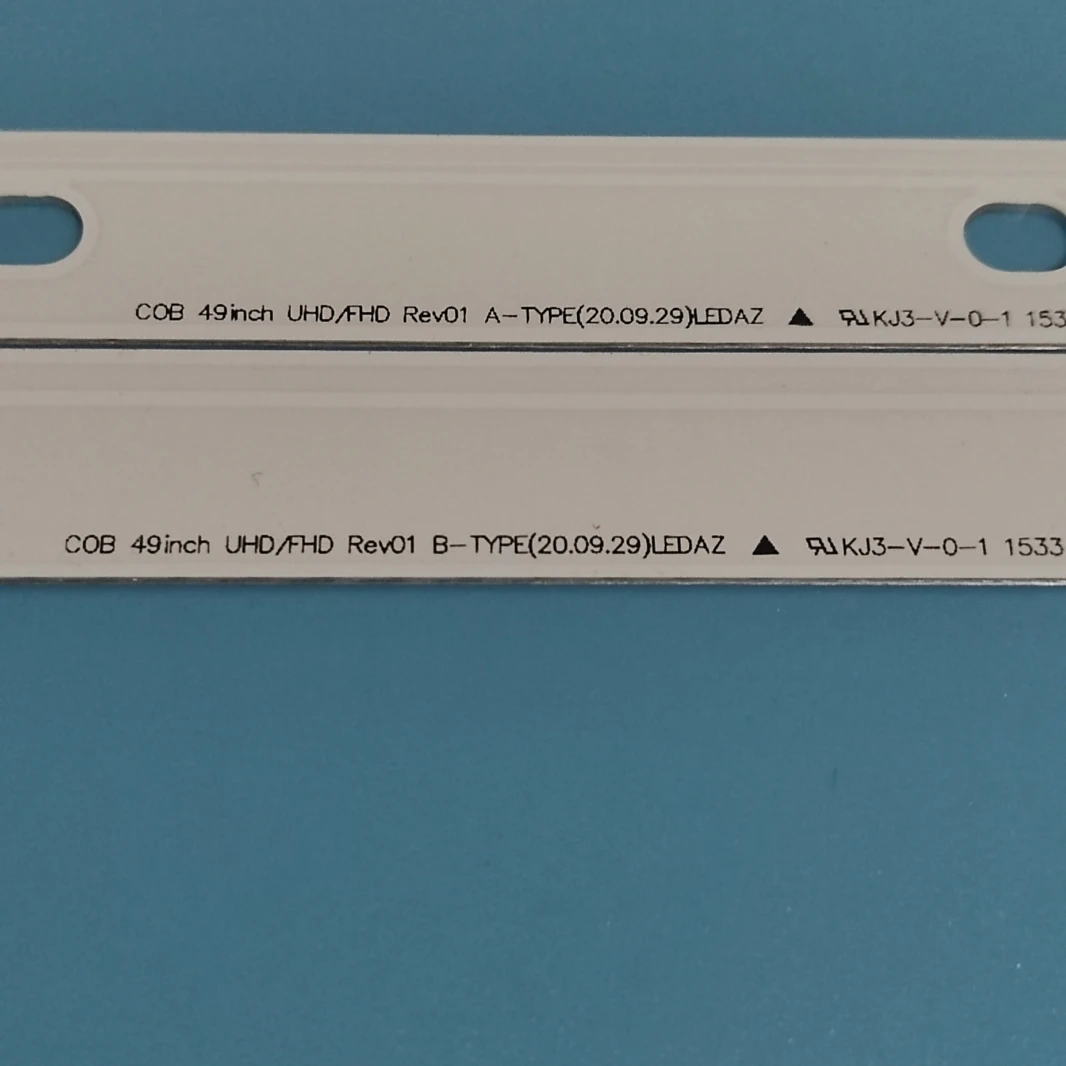 COB 49inch UHD/FHD Rev01 A-TYPE(20.09.29)LEDAZ ▲ KJ3-V-0-1 153
COB 49inch UHD/FHD Rev01 B-TYPE(20.09.29)LEDAZ ▲ KJ3-V-0-1 1533